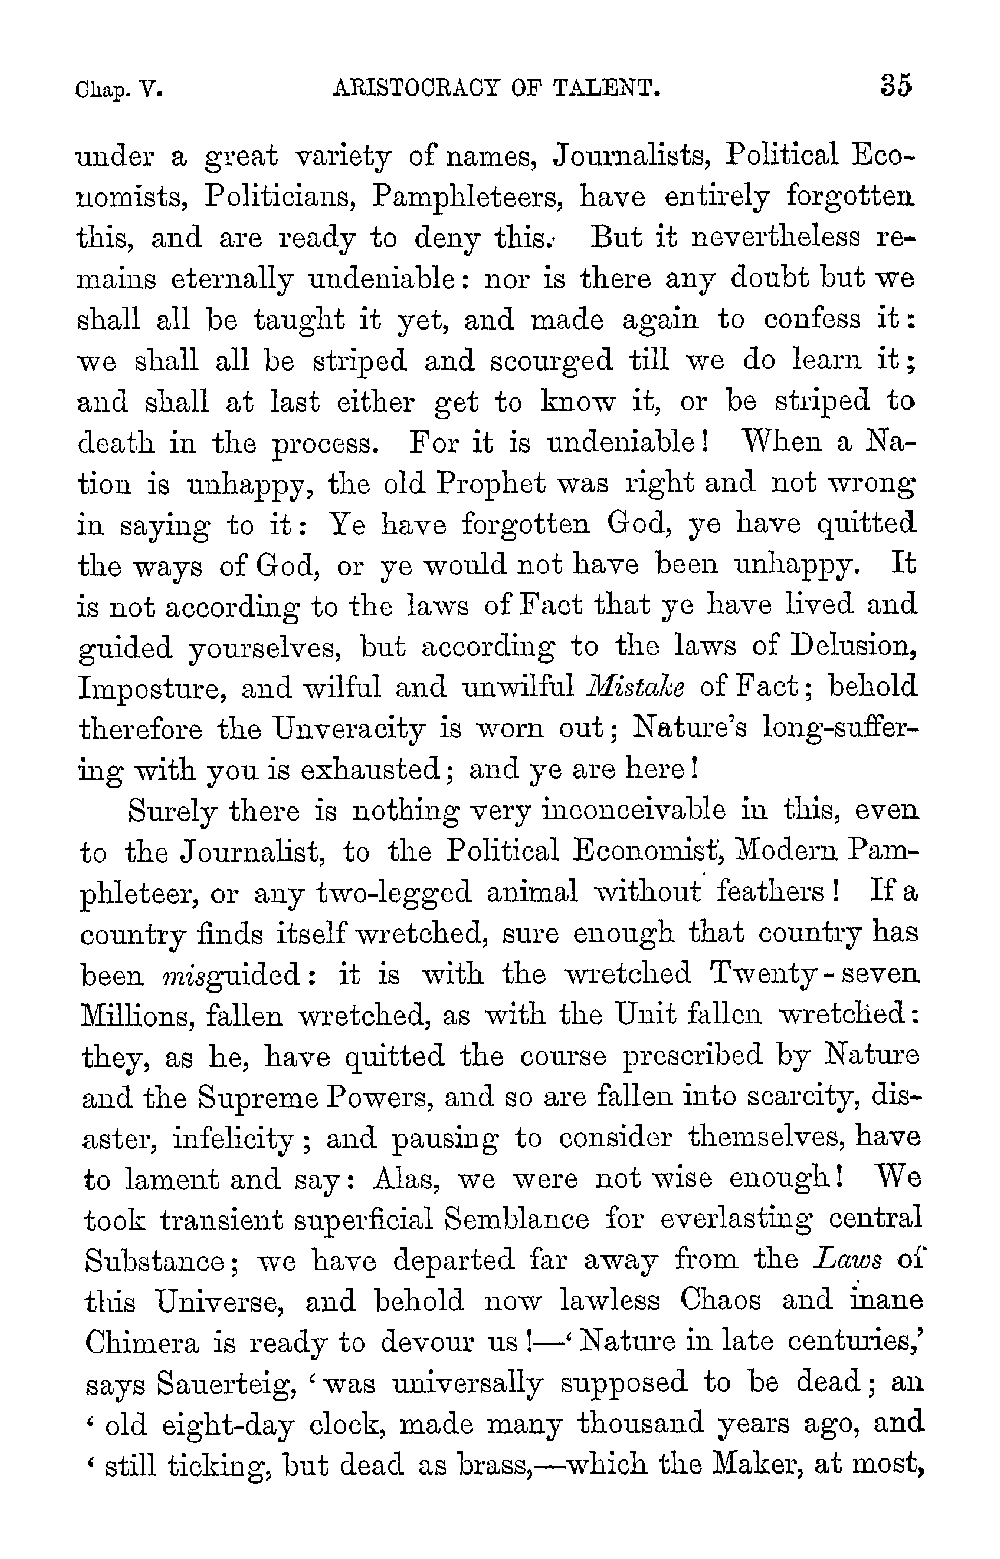 Chap. V. ARISTOCRACY OF TALENT. 35
under a great variety of names, Journalists, Political Eco-
nomists, Politicians, Pamphleteers, have entirely forgotten
this, and are ready to deny this. But it nevertheless re-
mains eternally undeniable: nor is there any doubt but we
shall all be taught it yet, and made again to confess it:
we shall all be striped and scourged till we do learn it;
and shall at last either get to know it, or be striped to
death in the process. For it is undeniable! When a Na-
tion is unhappy, the old Prophet was right and not wrong
in saying to it: Ye have forgotten God, ye have quitted
the ways of God, or ye would not have been unhappy. It
is not according to the laws of Fact that ye have lived and
guided yourselves, but according to the laws of Delusion,
Imposture, and wilful and unwilful Mistake of Fact; behold
therefore the Unveracity is worn out; Nature's long-suffer-
ing with you is exhausted; and ye are here!
Surely there is nothing very inconceivable in this, even
to the Journalist, to the Political Economist, Modern Pam-
phleteer, or any two-legged animal without feathers! If a
country finds itself wretched, sure enough that country has
been misguided: it is with the wretched Twenty-seven
Millions, fallen wretched, as with the Unit fallen wretched:
they, as he, have quitted the course prescribed by Nature
and the Supreme Powers, and so are fallen into scarcity, dis-
aster, infelicity; and pausing to consider themselves, have
to lament and say: Alas, we were not wise enough! We
took transient superficial Semblance for everlasting central
Substance; we have departed far away from the Laws of
this Universe, and behold now lawless Chaos and inane
Chimera is ready to devour us!—‘Nature in late centuries,’
says Sauerteig, ‘was universally supposed to be dead; an
‘old eight-day clock, made many thousand years ago, and
‘still ticking, but dead as brass,—which the Maker, at most,